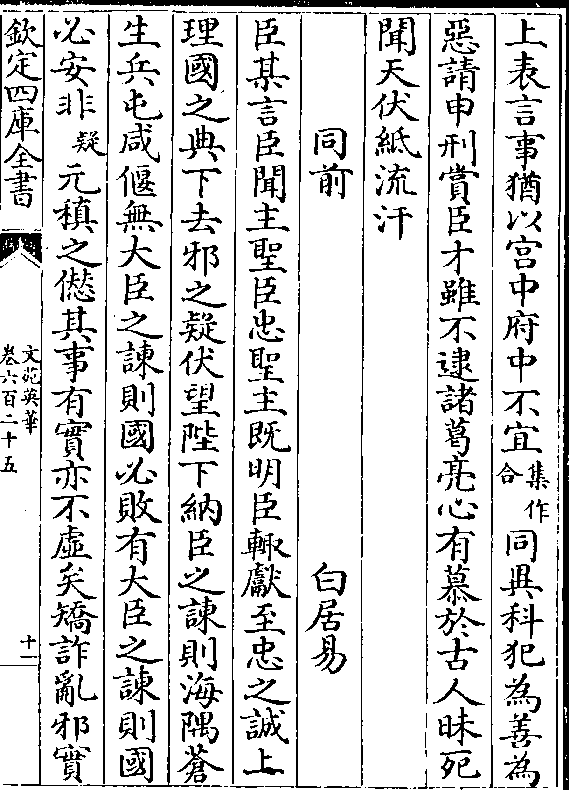 上表言事猶以宫中府中不宜集作合同異科犯為善為
惡請申刑賞臣才雖不逮諸葛亮心有慕於古人昧死
聞天伏紙流汗
同前 白居易
臣某言臣聞主聖臣忠聖主既明臣輙獻至忠之誠上
理國之典下去邪之疑伏望陛下納臣之諫則海隅蒼
生兵屯咸偃無大臣之諫則國必敗有大臣之諫則國
必安非疑元稹之僁其事有實亦不虛矣矯詐亂邪實
欽定四庫全書
文苑英華
卷六百二十五
十一